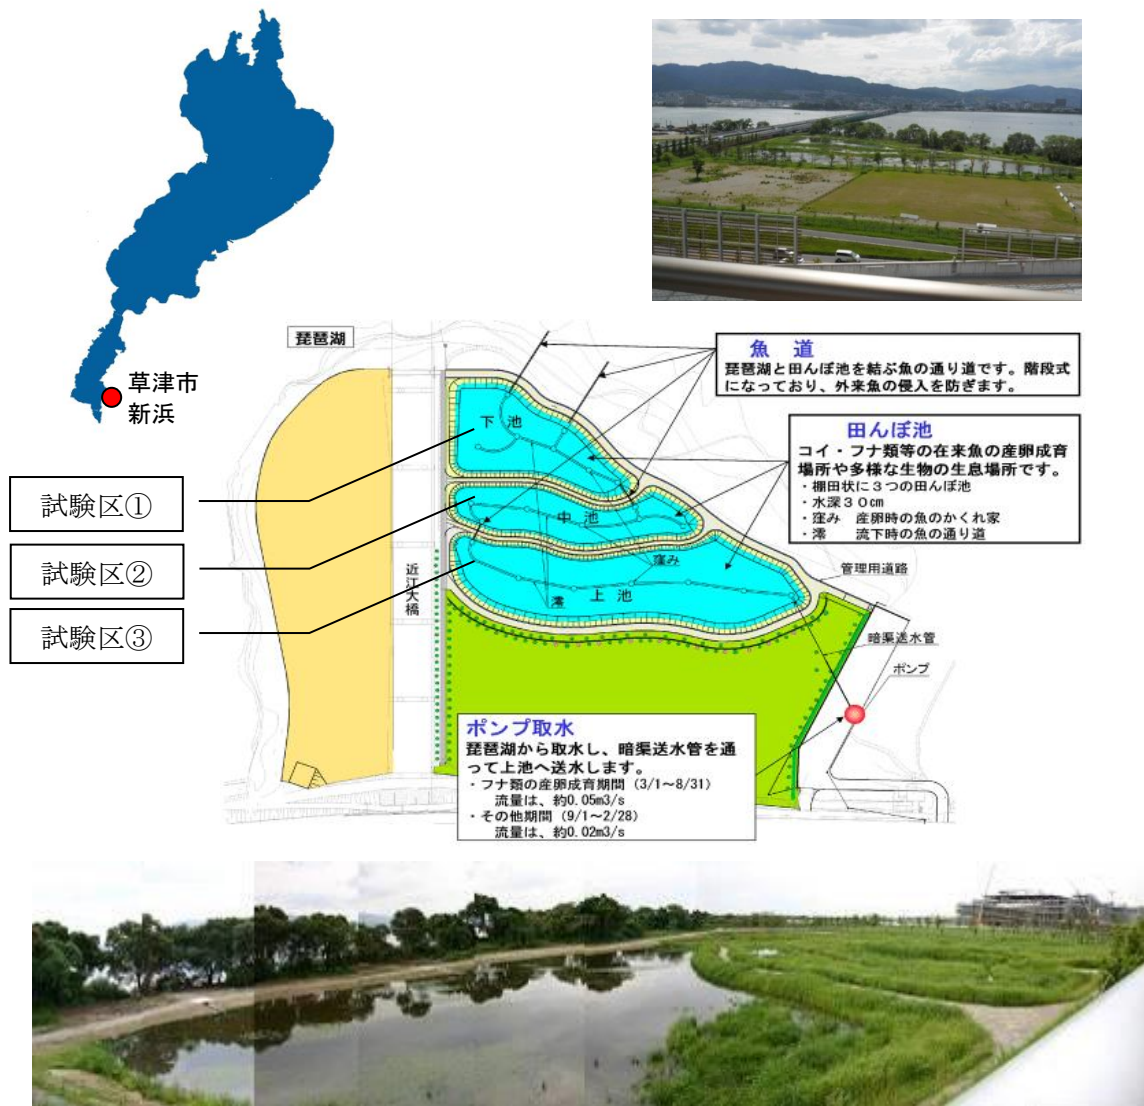 草津市
新浜
琵琶湖
魚 道
琵琶湖と田んぼ池を結ぶ魚の通り道です。階段式
になっており、外来魚の侵入を防ぎます。
田んぼ池
コイ・フナ類等の在来魚の産卵成育
場所や多様な生物の生息場所です。
・棚田状に３つの田んぼ池
・水深３０㎝
・窪み 産卵時の魚のかくれ家
・澪 流下時の魚の通り道
下 池
中 池
上 池
窪み
澪
試験区①
試験区②
試験区③
近江大橋
管理用道路
暗渠送水管
ポンプ
ポンプ取水
琵琶湖から取水し、暗渠送水管を通
って上池へ送水します。
・フナ類の産卵成育期間（3/1～8/31）
流量は、約0.05m3/s
・その他期間（9/1～2/28）
流量は、約0.02m3/s